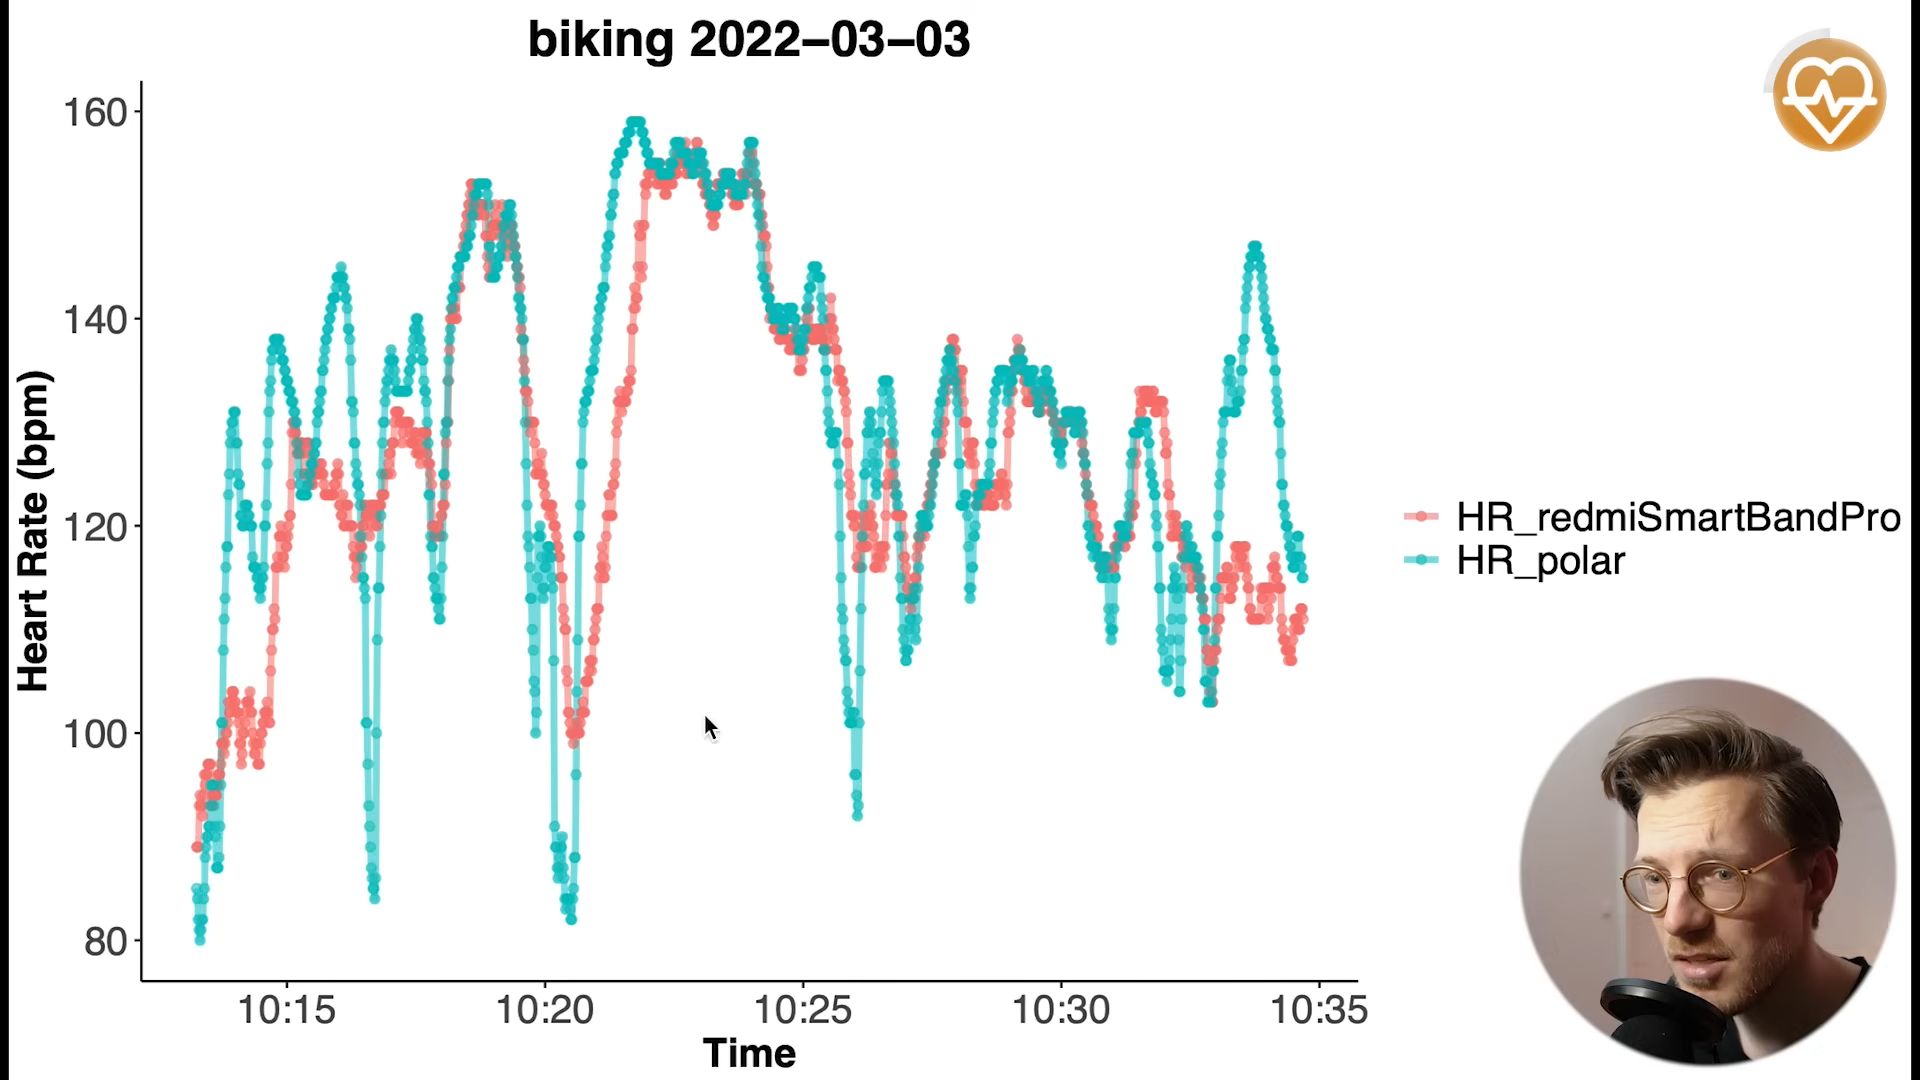 biking 2022–03–03
160
140
120
100
80
Heart Rate (bpm)
10:15
10:20
10:25
10:30
10:35
Time
HR_redmiSmartBandPro
HR_polar